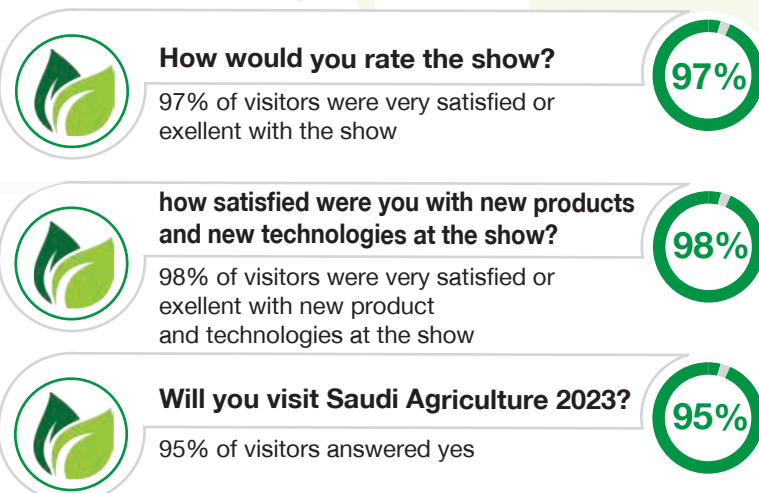 How would you rate the show?
97% of visitors were very satisfied or
exellent with the show
97%
how satisfied were you with new products
and new technologies at the show?
98% of visitors were very satisfied or
exellent with new product
and technologies at the show
98%
Will you visit Saudi Agriculture 2023?
95% of visitors answered yes
95%